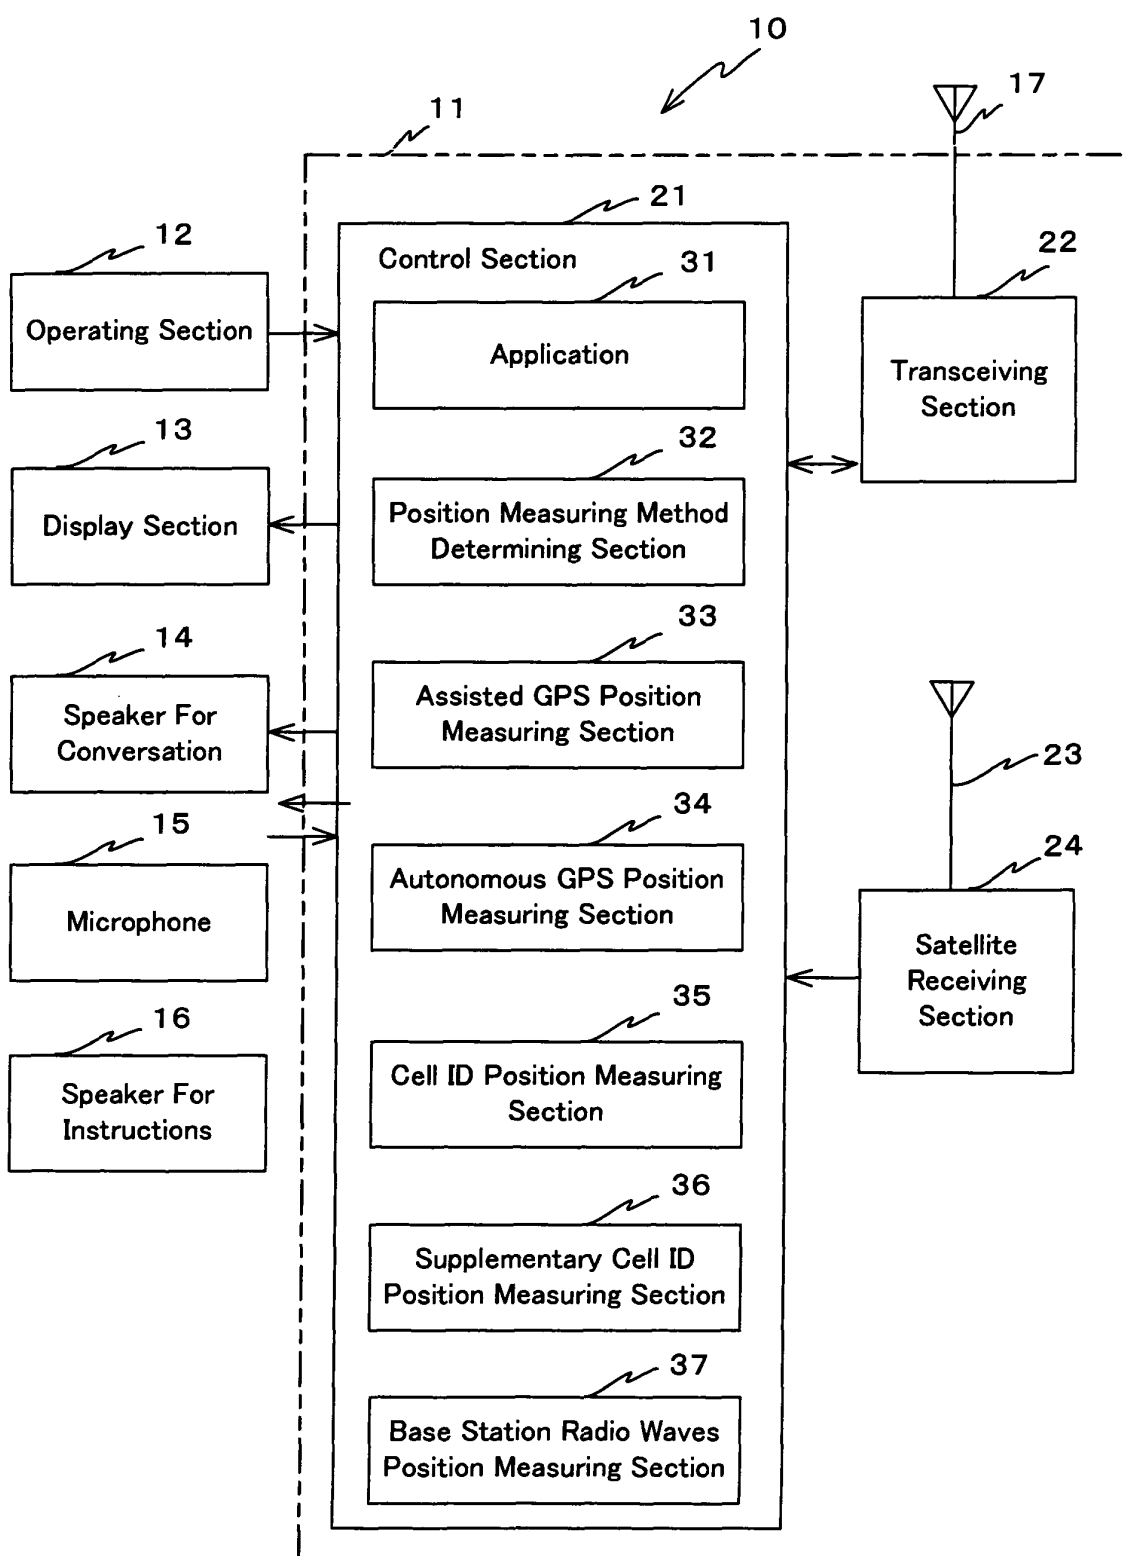 10
17
11
21
12
Control Section
31
22
Operating Section
Application
Transceiving
Section
13
32
Display Section
Position Measuring Method
Determining Section
14
33
Speaker For
Conversation
Assisted GPS Position
Measuring Section
23
15
34
24
Microphone
Autonomous GPS Position
Measuring Section
Satellite
Receiving
Section
16
35
Speaker For
Instructions
Cell ID Position Measuring
Section
36
Supplementary Cell ID
Position Measuring Section
37
Base Station Radio Waves
Position Measuring Section